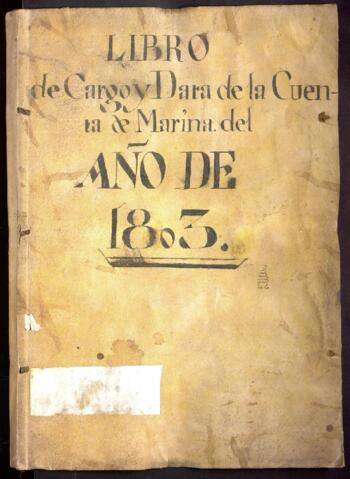 LIBRO
de Cargo y Data de la Cuen-
ta de Marina. del
AÑO DE
1803.